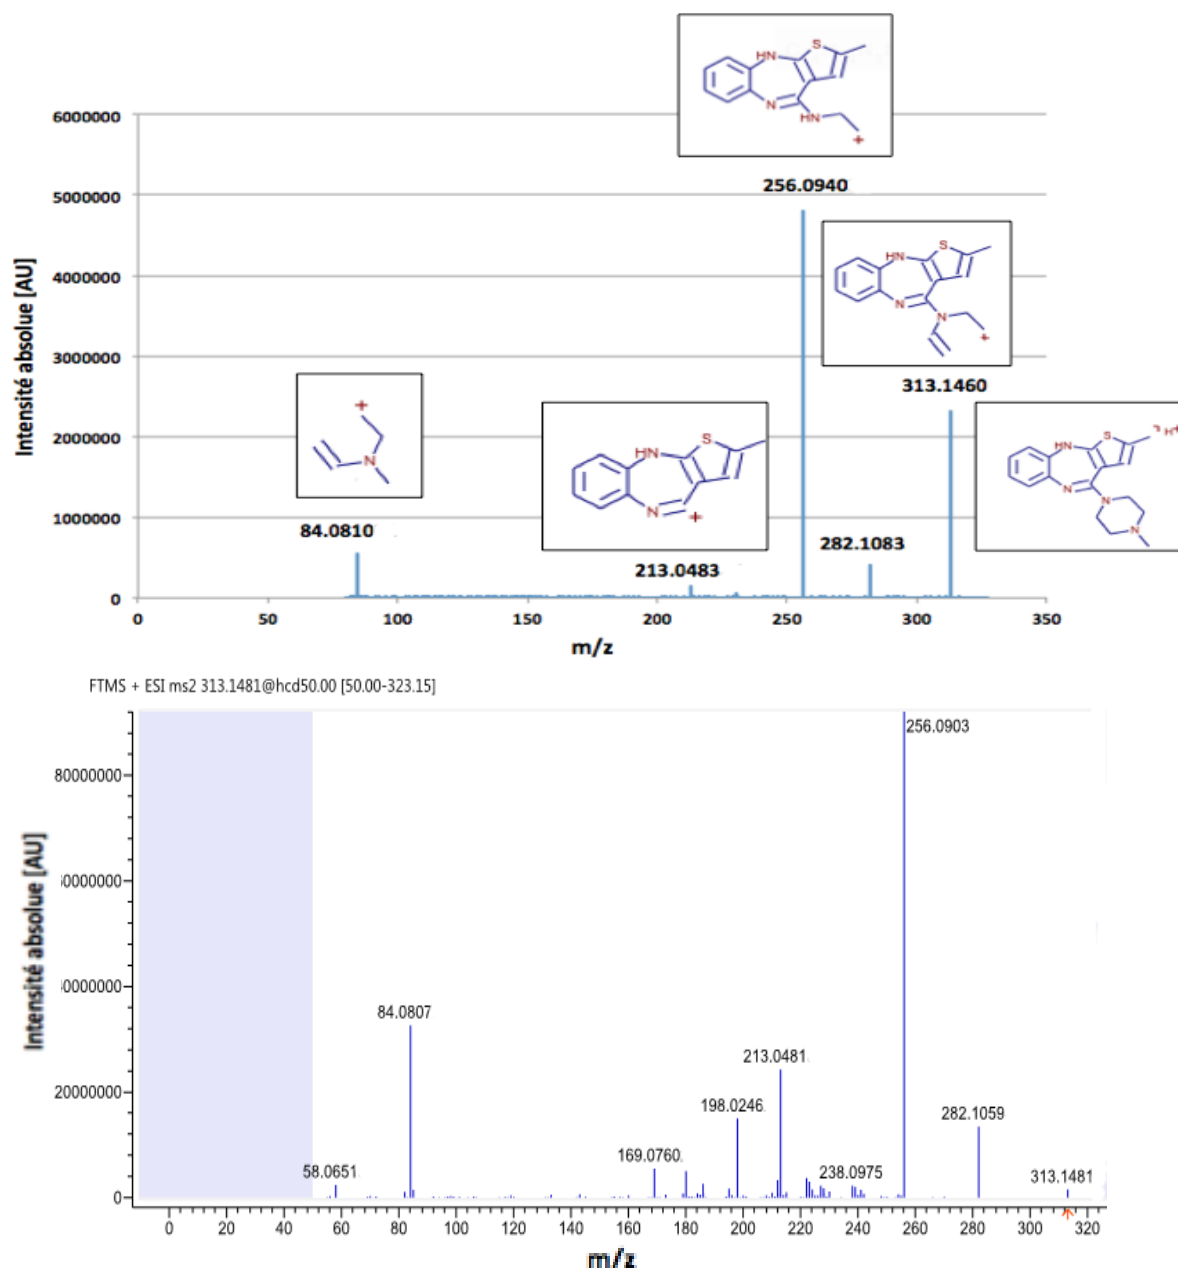 S
HN
N
HN
+
6000000
256.0940
5000000
S
HN
N
N
+
4000000
Intensité absolue [AU]
3000000
313.1460
+
N
S
HN
N
+
S
H+
HN
N
N
N
2000000
1000000
84.0810
213.0483
282.1083
0
0 50 100 150 200 250 300 350
m/z
FTMS + ESI ms2 313.1481@hcd50.00 [50.00-323.15]
256.0903
80000000
Intensité absolue [AU]
0000000
84.0807
0000000
213.0481
20000000
198.0246
282.1059
169.0760
58.0651
238.0975
313.1481
0
0 20 40 60 80 100 120 140 160 180 200 220 240 260 280 300 320
m/z